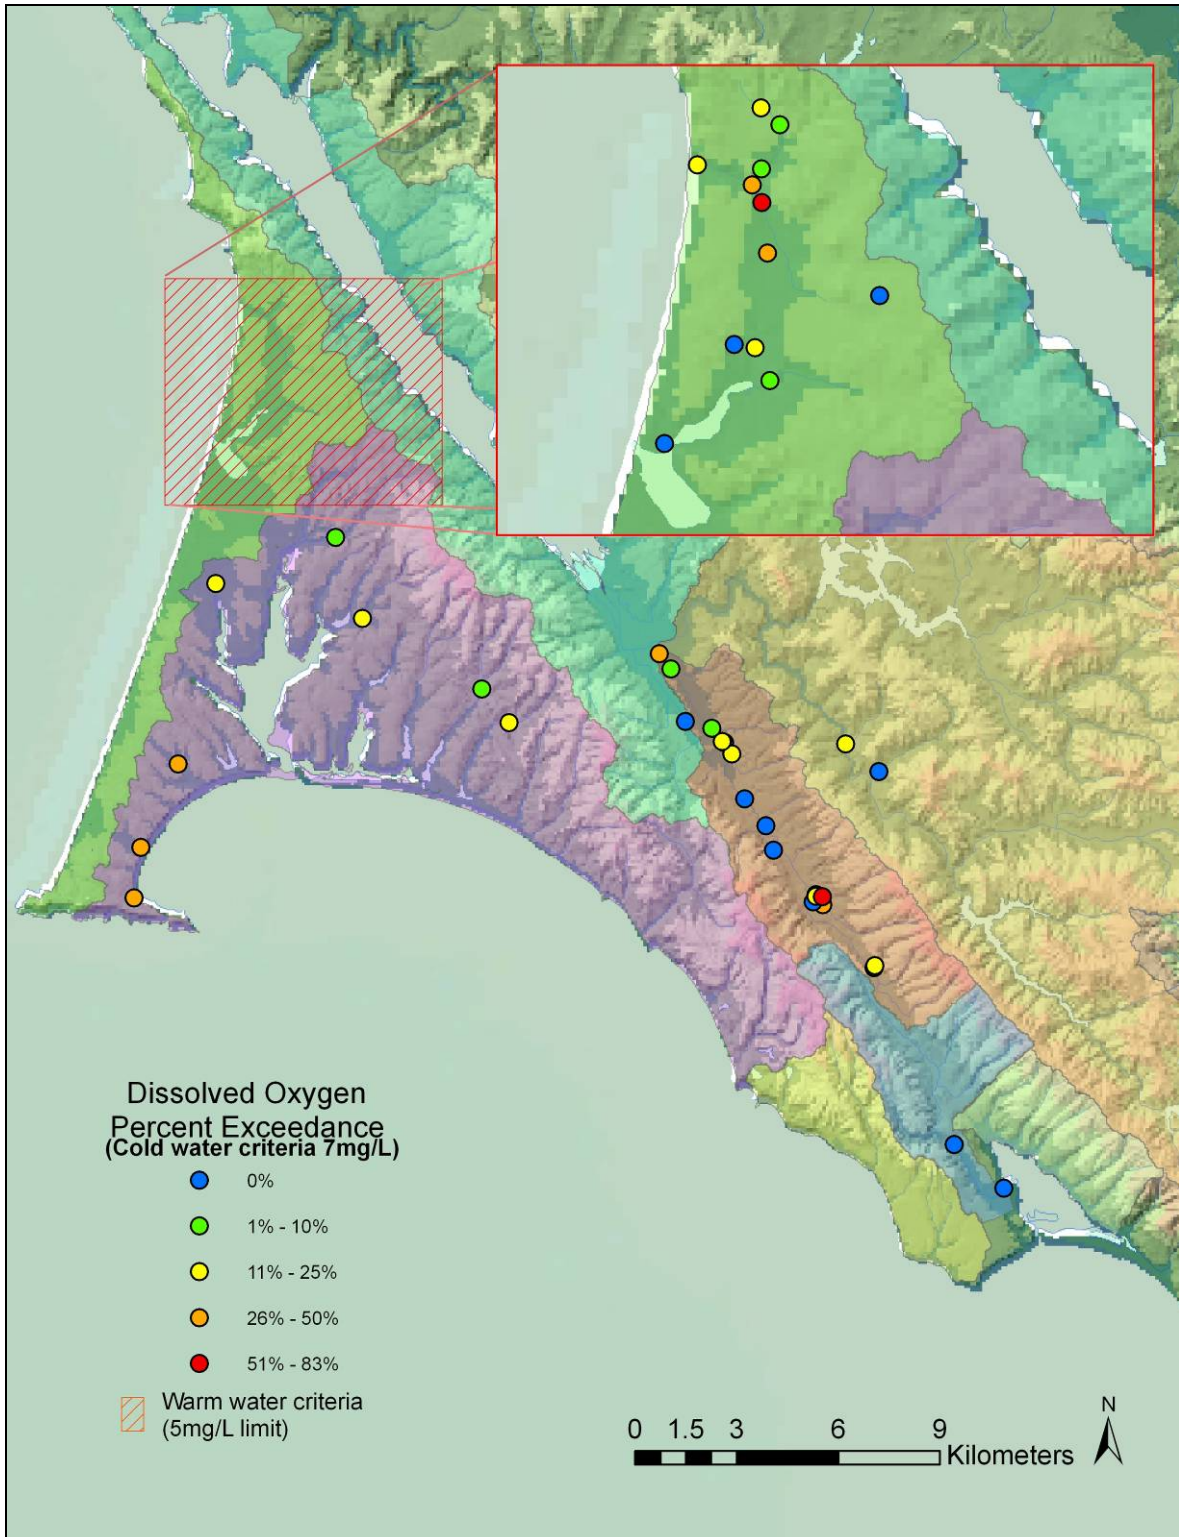 Dissolved Oxygen
Percent Exceedance
(Cold water criteria 7mg/L)
0%
1% - 10%
11% - 25%
26% - 50%
51% - 83%
Warm water criteria
(5mg/L limit)
0 1.5 3 6 9
Kilometers
N